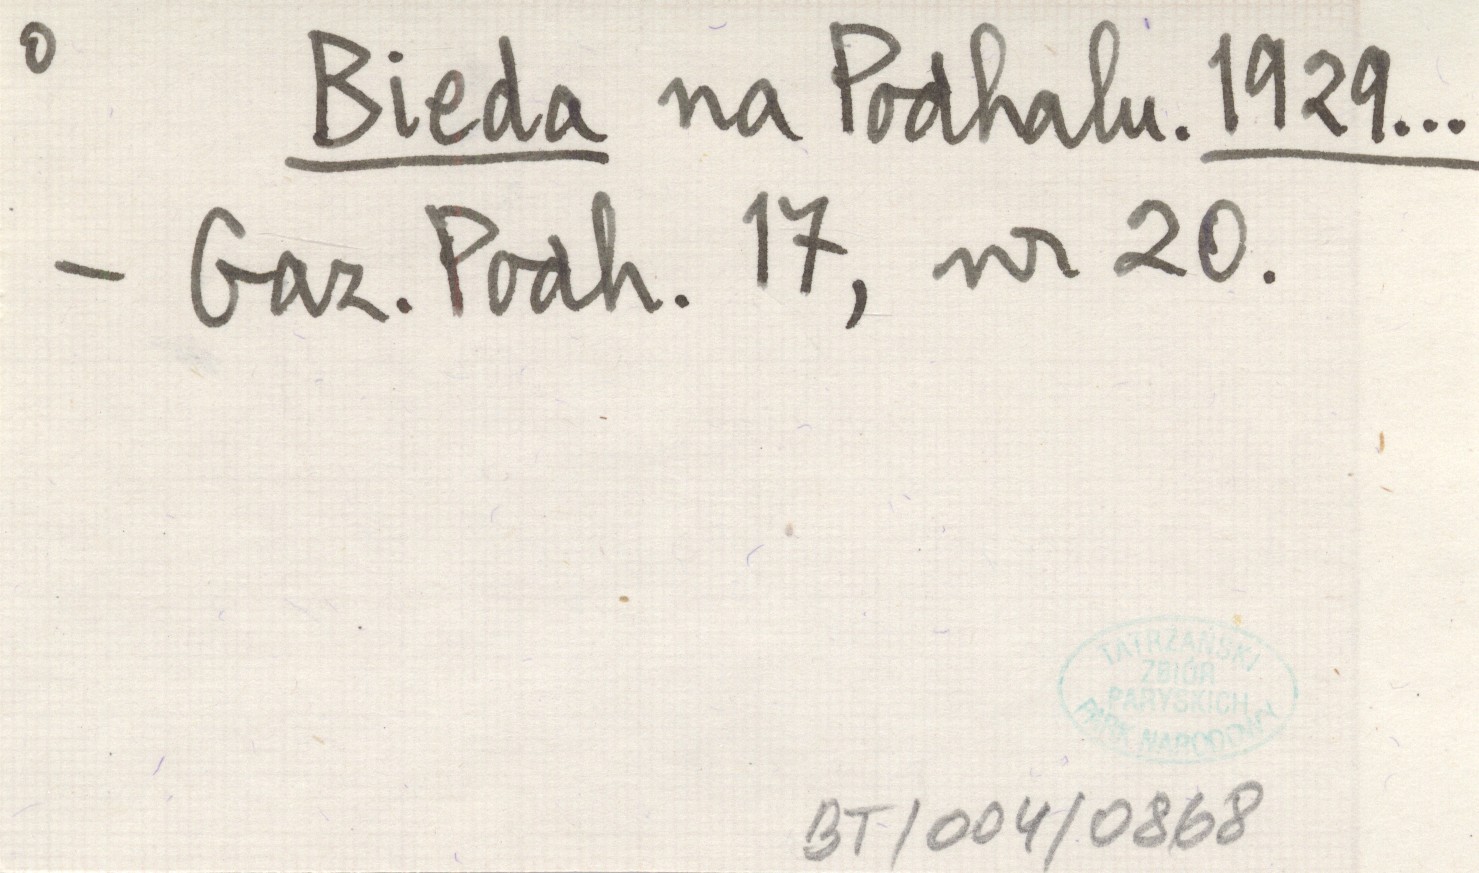 o
Bieda na Podhalu. 1929...
– Gaz. Podh. 17, nr 20.
TATRZAŃSKI
ZBIÓR
PARYSKICH
PARK NARODOWY
BT/004/0868